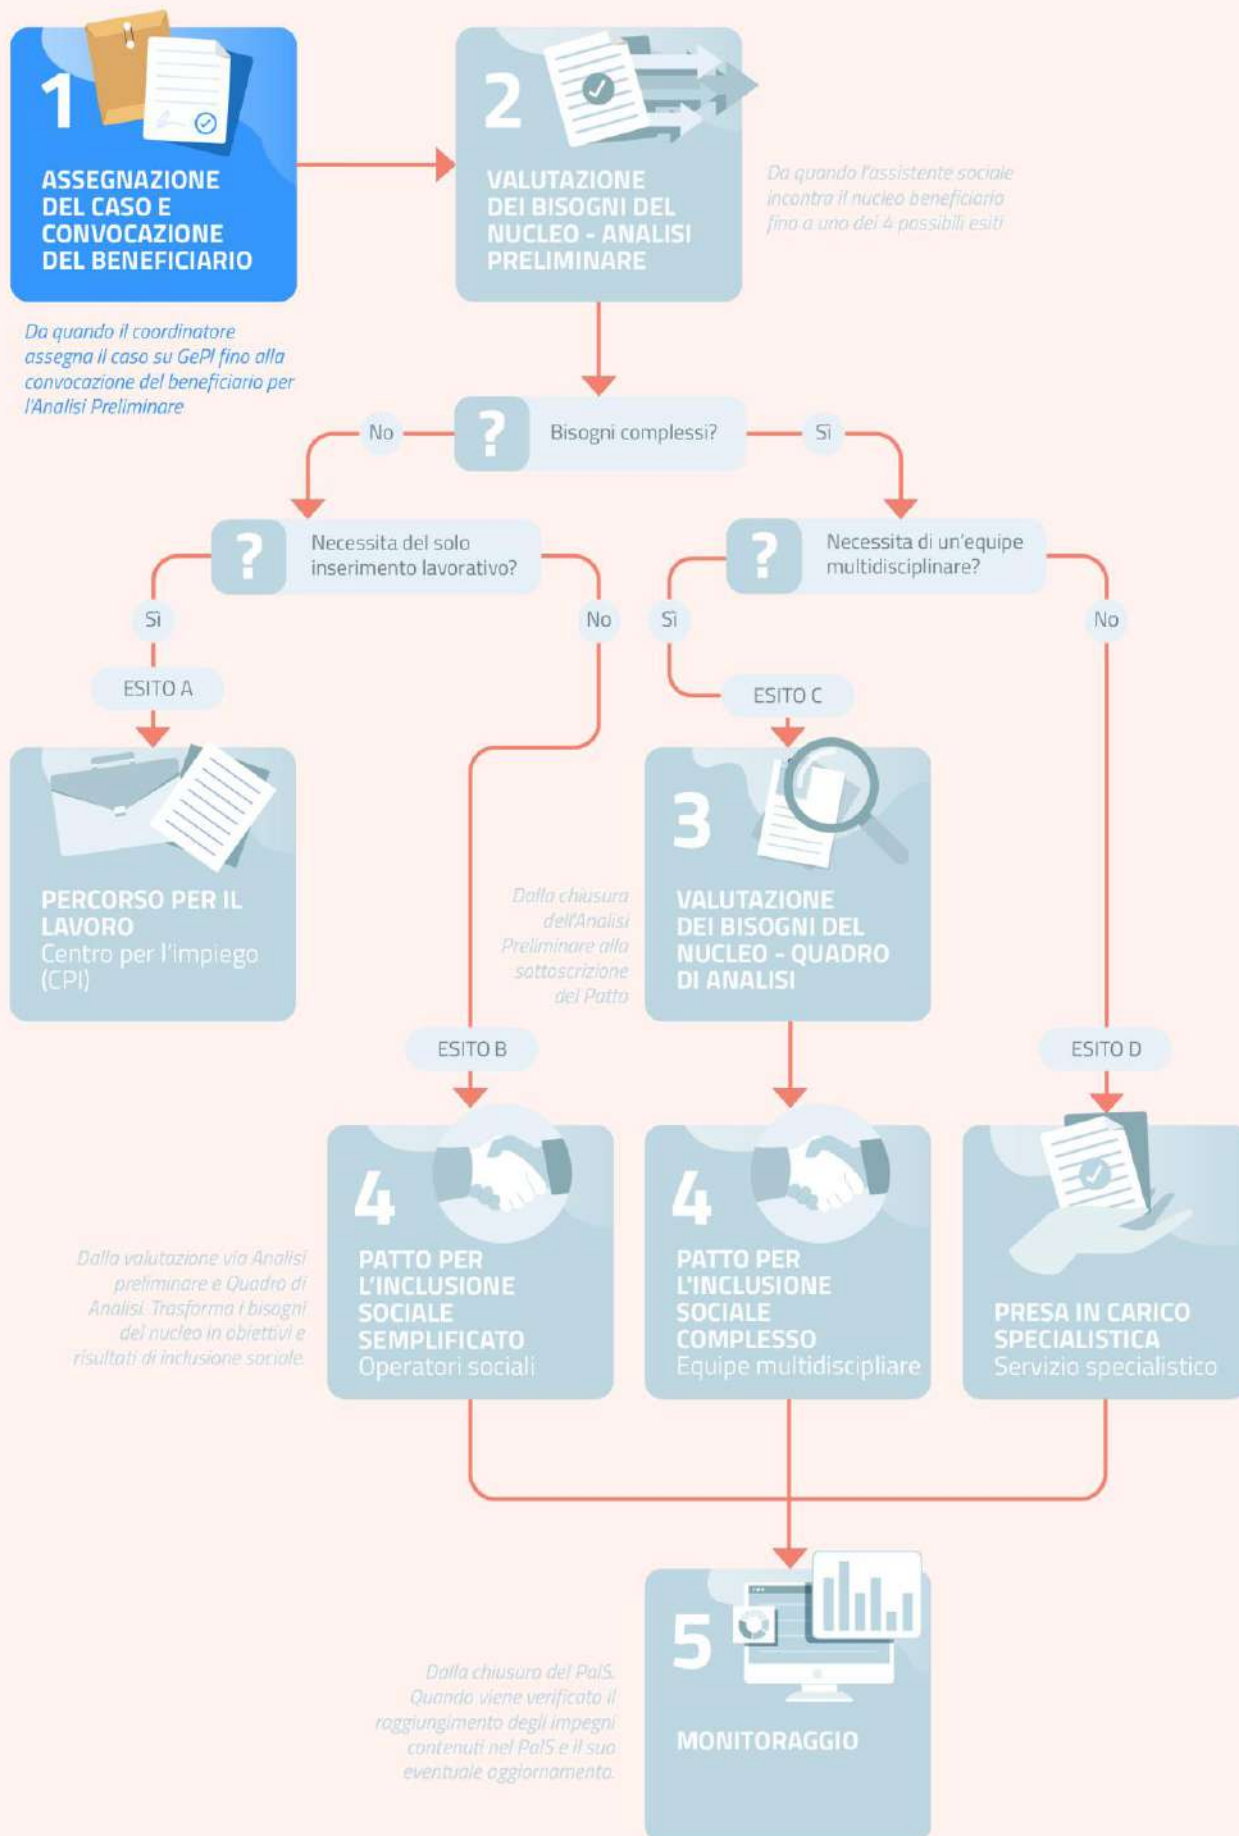 1
ASSEGNAZIONE
DEL CASO E
CONVOCAZIONE
DEL BENEFICIARIO
Da quando il coordinatore
assegna il caso su GePI fino alla
convocazione del beneficiario per
l'Analisi Preliminare
2
VALUTAZIONE
DEI BISOGNI DEL
NUCLEO - ANALISI
PRELIMINARE
Da quando l'assistente sociale
incontra il nucleo beneficiario
fino a uno dei 4 possibili esiti
No
?
Bisogni complessi?
Sì
?
Necessita del solo
inserimento lavorativo?
?
Necessita di un'equipe
multidisciplinare?
Sì
No
Sì
No
ESITO A
ESITO C
PERCORSO PER IL
LAVORO
Centro per l'impiego
(CPI)
Dalla chiusura
dell'Analisi
Preliminare alla
sottoscrizione
del Patto
3
VALUTAZIONE
DEI BISOGNI DEL
NUCLEO - QUADRO
DI ANALISI
ESITO B
ESITO D
Dalla valutazione via Analisi
preliminare e Quadro di
Analisi. Trasforma i bisogni
del nucleo in obiettivi e
risultati di inclusione sociale.
4
PATTO PER
L'INCLUSIONE
SOCIALE
SEMPLIFICATO
Operatori sociali
4
PATTO PER
L'INCLUSIONE
SOCIALE
COMPLESSO
Equipe multidiscipliare
PRESA IN CARICO
SPECIALISTICA
Servizio specialistico
Dalla chiusura del PaIS.
Quando viene verificato il
raggiungimento degli impegni
contenuti nel PaIS e il suo
eventuale aggiornamento.
5
MONITORAGGIO